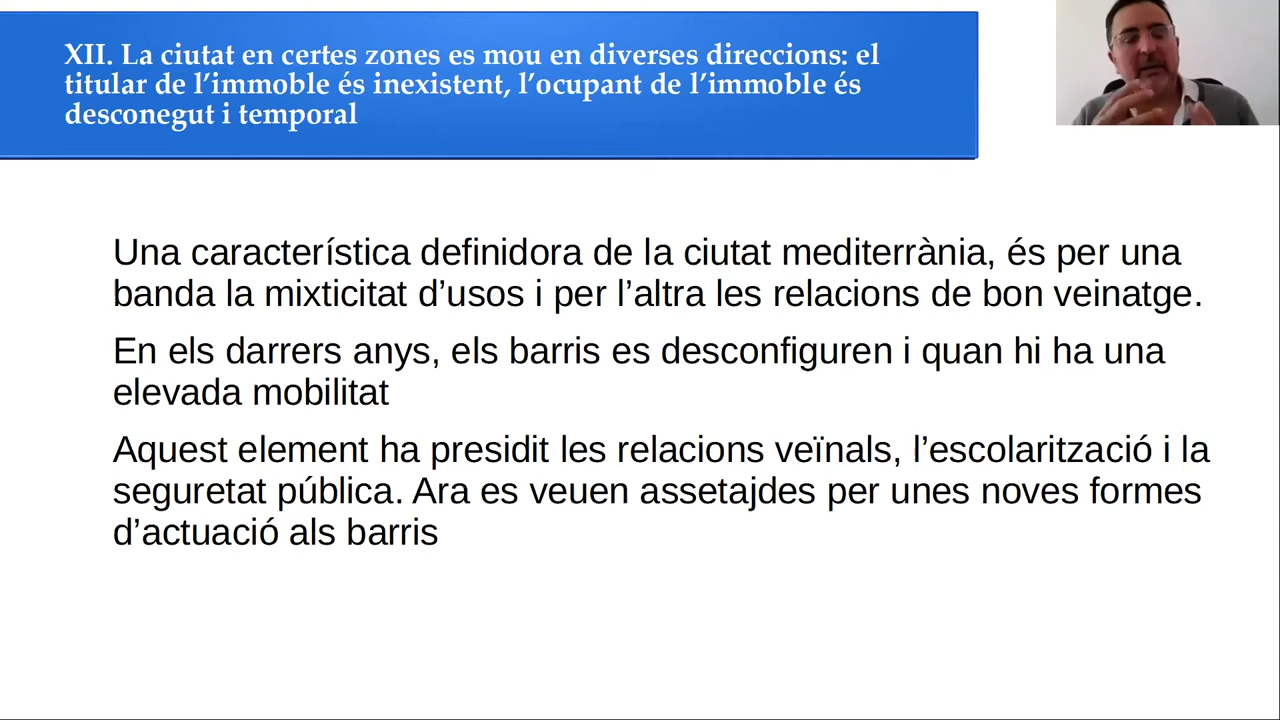 XII. La ciutat en certes zones es mou en diverses direccions: el
titular de l’immoble és inexistent, l’ocupant de l’immoble és
desconegut i temporal
Una característica definidora de la ciutat mediterrània, és per una
banda la mixticitat d’usos i per l’altra les relacions de bon veinatge.
En els darrers anys, els barris es desconfiguren i quan hi ha una
elevada mobilitat
Aquest element ha presidit les relacions veïnals, l’escolarització i la
seguretat pública. Ara es veuen assetajdes per unes noves formes
d’actuació als barris